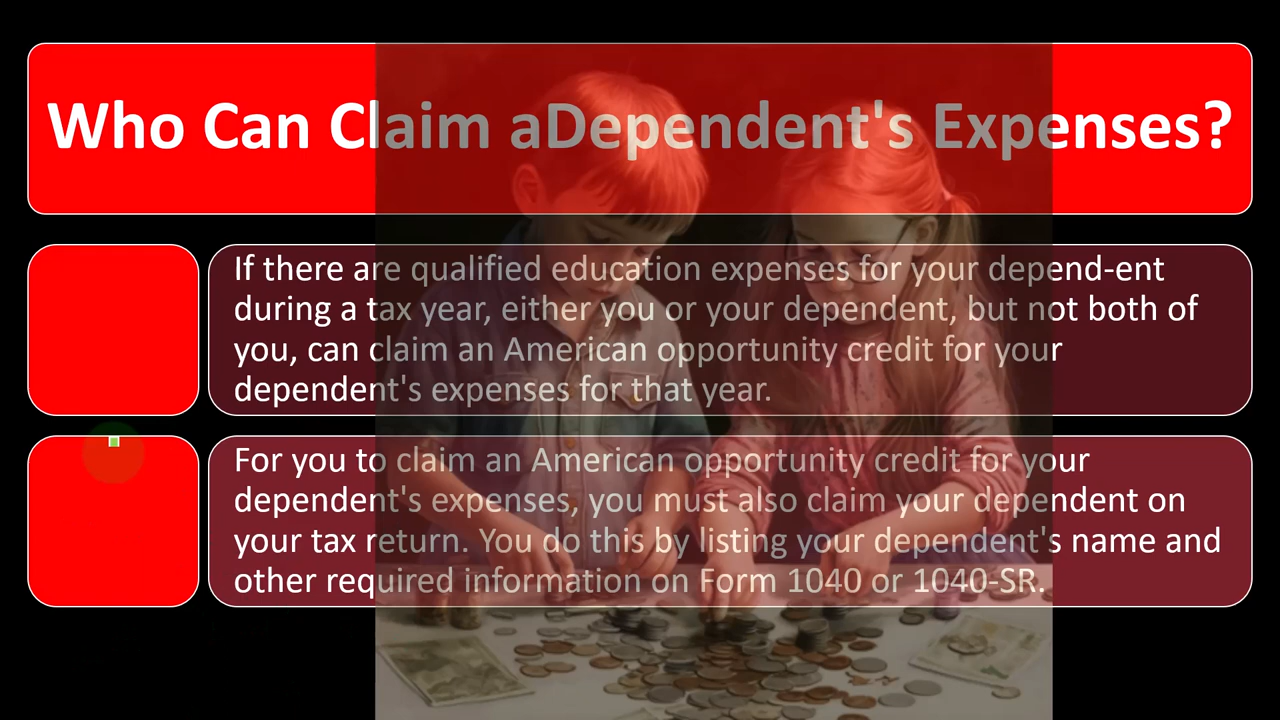 Who Can Claim aDependent's Expenses?
If there are qualified education expenses for your depend-ent
during a tax year, either you or your dependent, but not both of
you, can claim an American opportunity credit for your
dependent's expenses for that year.
For you to claim an American opportunity credit for your
dependent's expenses, you must also claim your dependent on
your tax return. You do this by listing your dependent's name and
other required information on Form 1040 or 1040-SR.